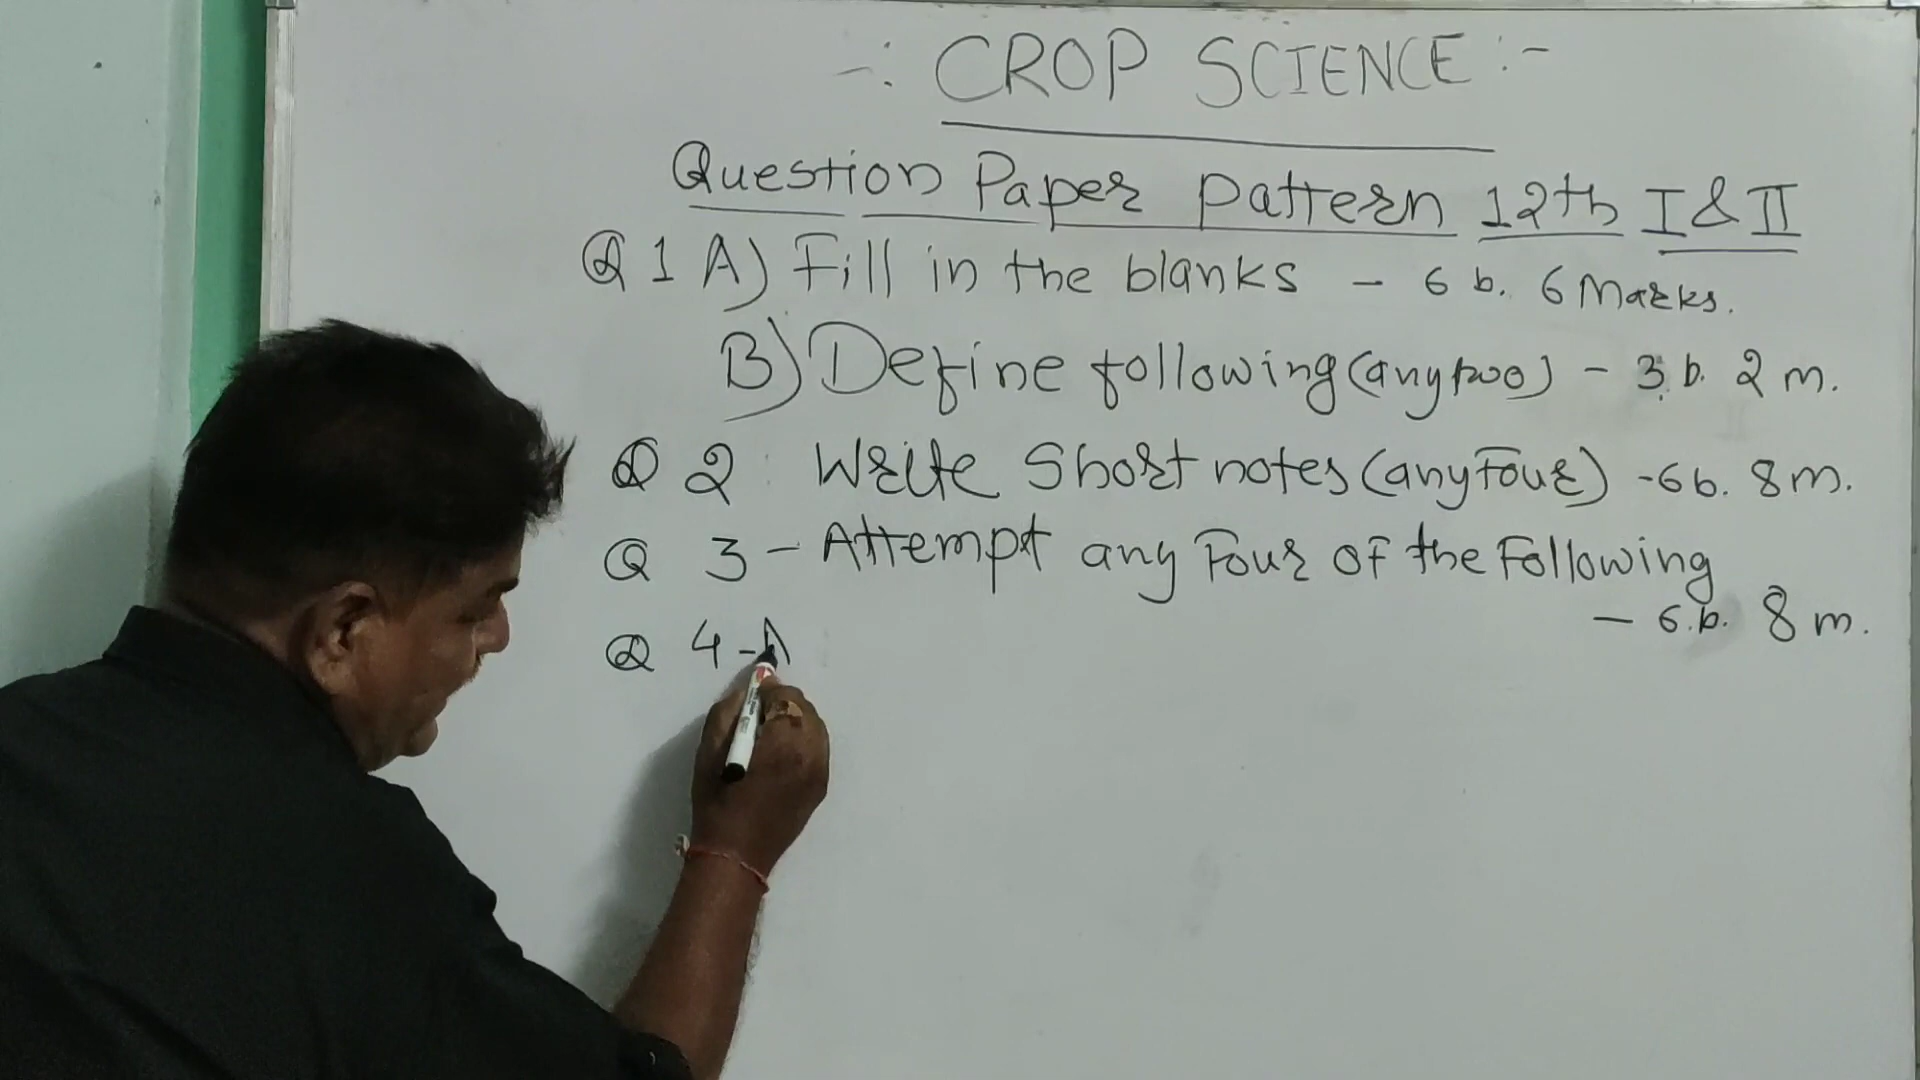 -: CROP SCIENCE :-
Question Paper pattern 12th I & II
Q 1 A) Fill in the blanks - 6 b. 6 Marks.
B) Define following (any two) - 3 b. 2 m.
Q 2 Write Short notes (any Four) - 6 b. 8 m.
Q 3 - Attempt any Four of the Following
- 6. b. 8 m.
Q 4 - A